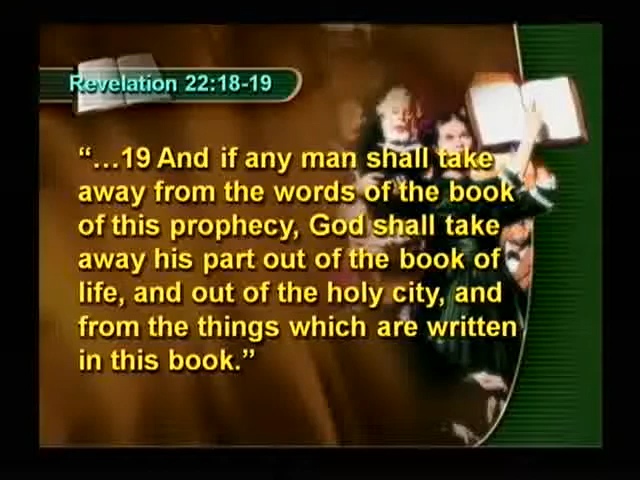 Revelation 22:18-19
“…19 And if any man shall take
away from the words of the book
of this prophecy, God shall take
away his part out of the book of
life, and out of the holy city, and
from the things which are written
in this book.”